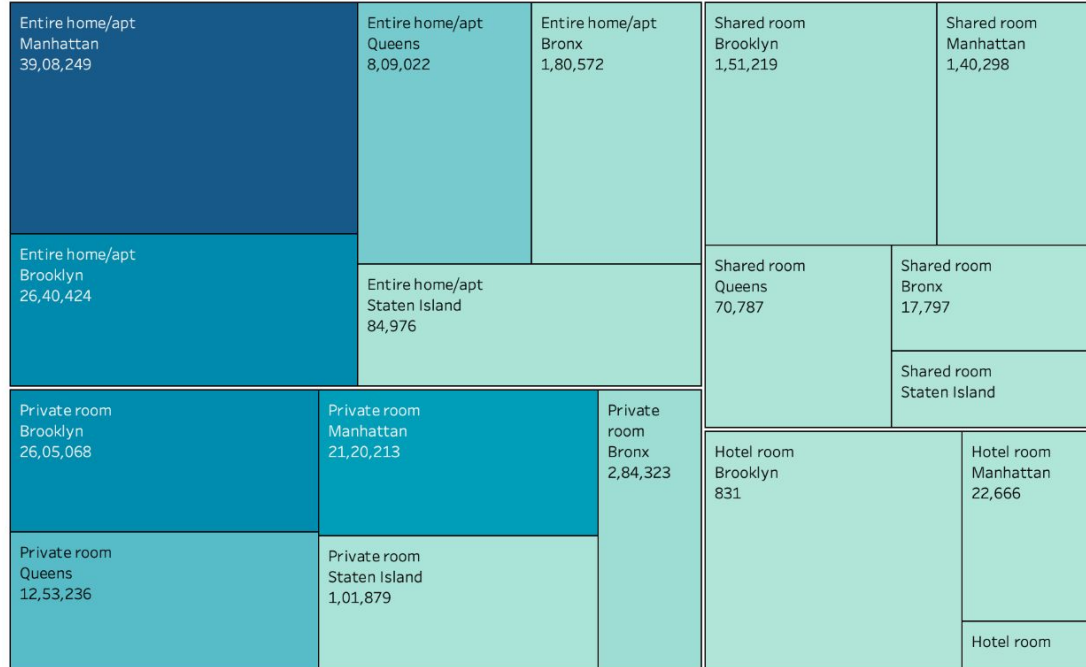 Entire home/apt
Manhattan
39,08,249
Entire home/apt
Queens
8,09,022
Entire home/apt
Bronx
1,80,572
Entire home/apt
Brooklyn
26,40,424
Entire home/apt
Staten Island
84,976
Private room
Brooklyn
26,05,068
Private room
Manhattan
21,20,213
Private
room
Bronx
2,84,323
Private room
Queens
12,53,236
Private room
Staten Island
1,01,879
Shared room
Brooklyn
1,51,219
Shared room
Manhattan
1,40,298
Shared room
Queens
70,787
Shared room
Bronx
17,797
Shared room
Staten Island
Hotel room
Brooklyn
831
Hotel room
Manhattan
22,666
Hotel room